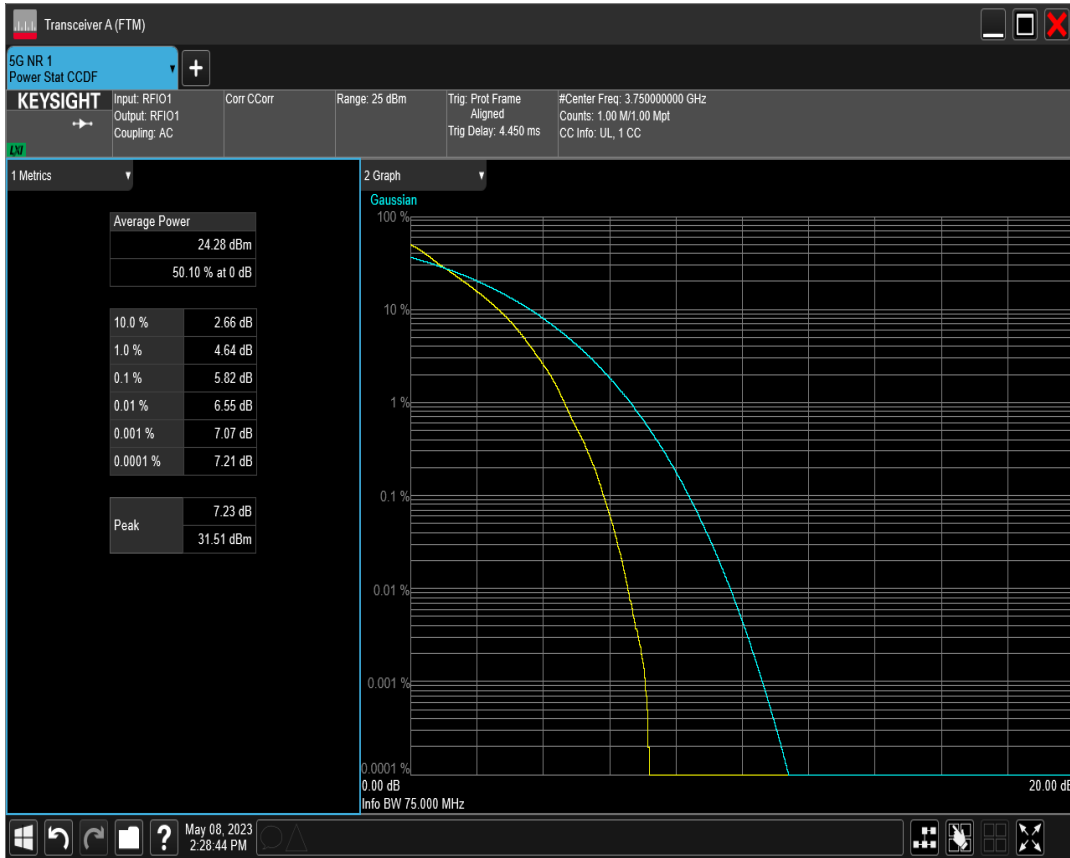 Transceiver A (FTM)
5G NR 1
Power Stat CCDF
+
KEYSIGHT
LXI
Input: RFIO1
Output: RFIO1
Coupling: AC
Corr CCorr
Range: 25 dBm
Trig: Prot Frame
Aligned
Trig Delay: 4.450 ms
#Center Freq: 3.750000000 GHz
Counts: 1.00 M/1.00 Mpt
CC Info: UL, 1 CC
1 Metrics
Average Power
24.28 dBm
50.10 % at 0 dB
10.0 % 2.66 dB
1.0 % 4.64 dB
0.1 % 5.82 dB
0.01 % 6.55 dB
0.001 % 7.07 dB
0.0001 % 7.21 dB
Peak 7.23 dB
31.51 dBm
2 Graph
Gaussian
100 %
10 %
1 %
0.1 %
0.01 %
0.001 %
0.0001 %
0.00 dB 20.00 dB
Info BW 75.000 MHz
?
May 08, 2023
2:28:44 PM